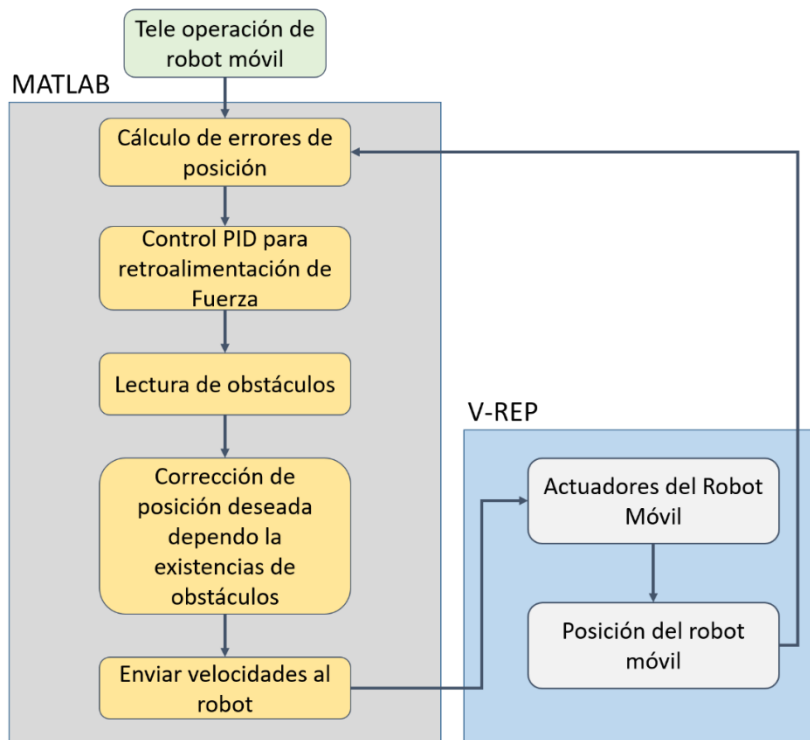 Tele operación de
robot móvil
MATLAB
Cálculo de errores de
posición
Control PID para
retroalimentación de
Fuerza
Lectura de obstáculos
Corrección de
posición deseada
dependo la
existencias de
obstáculos
Enviar velocidades al
robot
V-REP
Actuadores del Robot
Móvil
Posición del robot
móvil